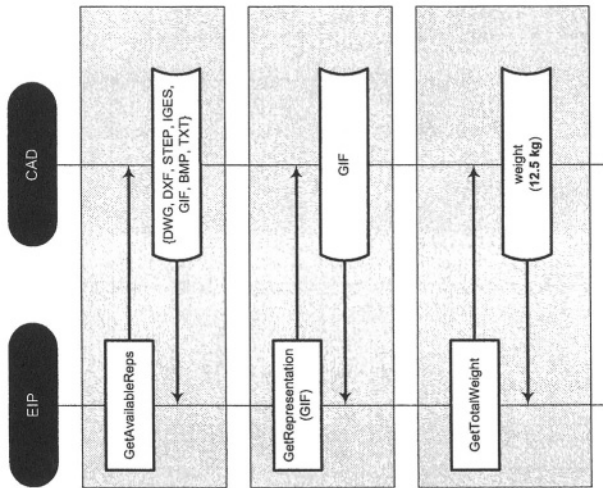 EIP
CAD
GetAvailableReps
{DWG, DXF, STEP, IGES,
GIF, BMP, TXT}
GetRepresentation
(GIF)
GIF
GetTotalWeight
weight
(12.5 kg)